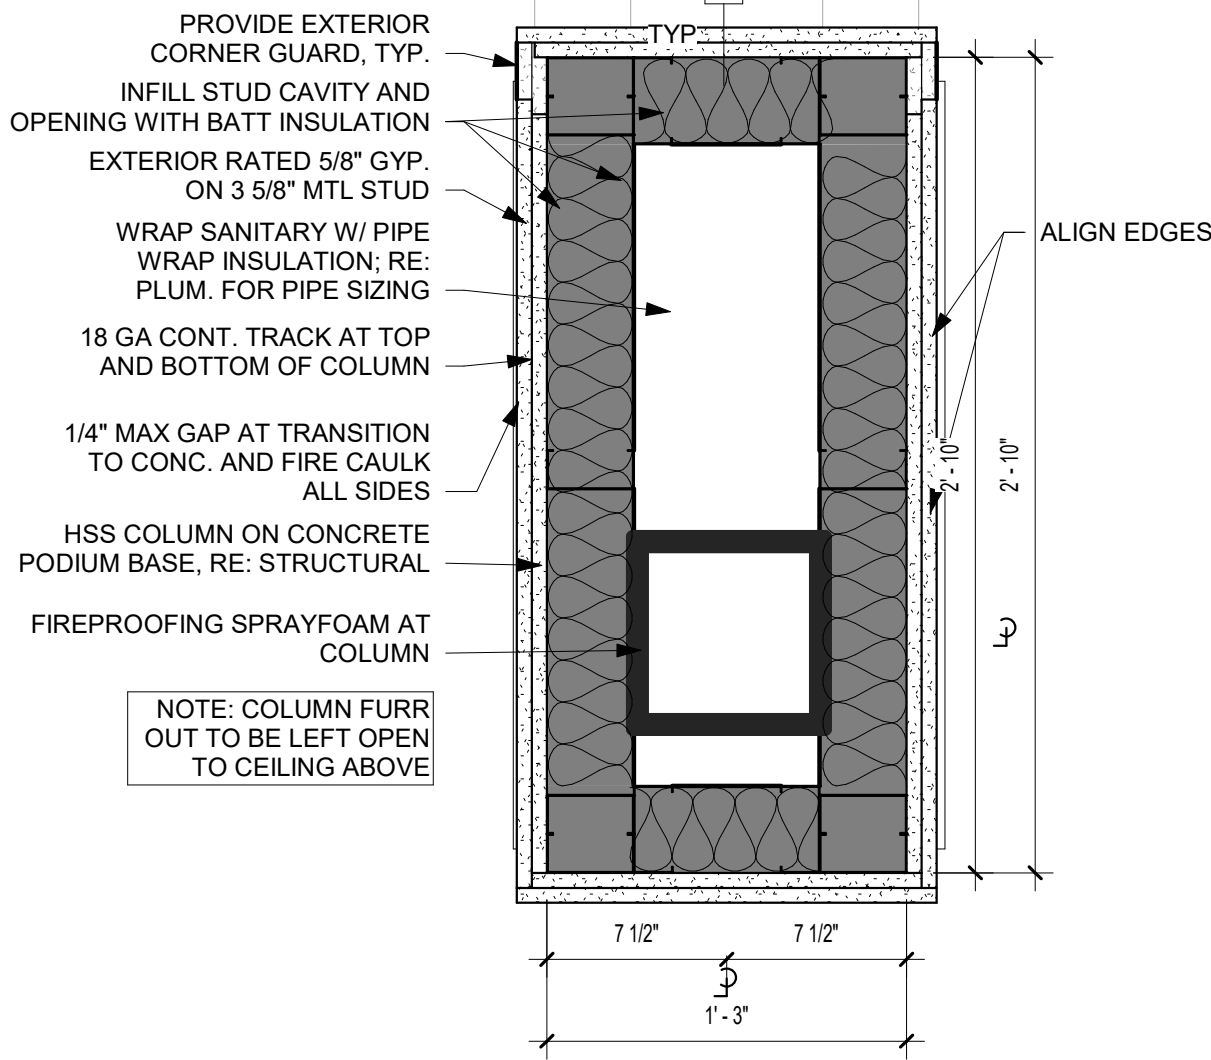 PROVIDE EXTERIOR
CORNER GUARD, TYP.
INFILL STUD CAVITY AND
OPENING WITH BATT INSULATION
EXTERIOR RATED 5/8" GYP.
ON 3 5/8" MTL STUD
WRAP SANITARY W/ PIPE
WRAP INSULATION; RE:
PLUM. FOR PIPE SIZING
18 GA CONT. TRACK AT TOP
AND BOTTOM OF COLUMN
1/4" MAX GAP AT TRANSITION
TO CONC. AND FIRE CAULK
ALL SIDES
HSS COLUMN ON CONCRETE
PODIUM BASE, RE: STRUCTURAL
FIREPROOFING SPRAYFOAM AT
COLUMN
NOTE: COLUMN FURR
OUT TO BE LEFT OPEN
TO CEILING ABOVE
TYP
ALIGN EDGES
2' - 10"
2' - 10"
7 1/2"
7 1/2"
1' - 3"